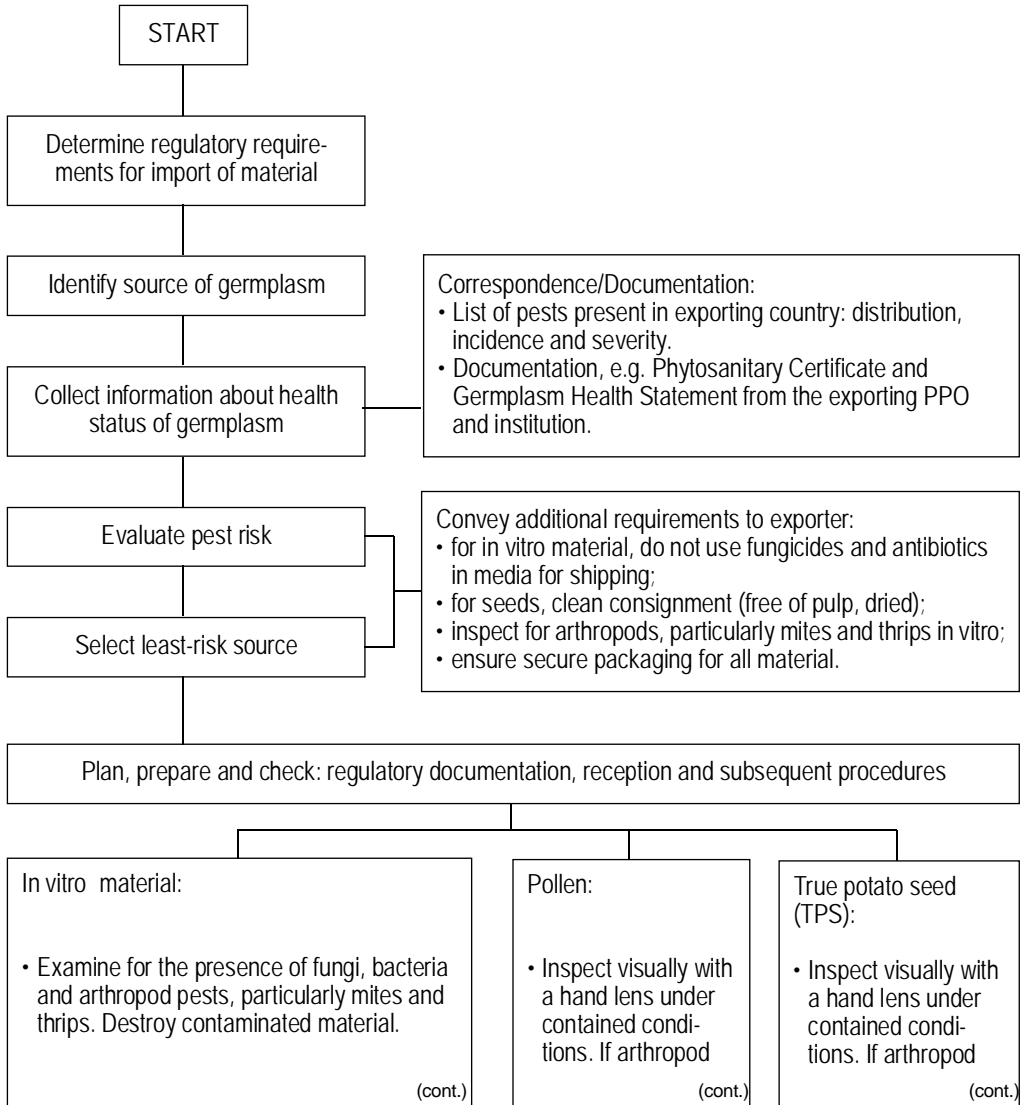 START
Determine regulatory require-
ments for import of material
Identify source of germplasm
Collect information about health
status of germplasm
Correspondence/Documentation:
• List of pests present in exporting country: distribution,
incidence and severity.
• Documentation, e.g. Phytosanitary Certificate and
Germplasm Health Statement from the exporting PPO
and institution.
Evaluate pest risk
Select least-risk source
Convey additional requirements to exporter:
• for in vitro material, do not use fungicides and antibiotics
in media for shipping;
• for seeds, clean consignment (free of pulp, dried);
• inspect for arthropods, particularly mites and thrips in vitro;
• ensure secure packaging for all material.
Plan, prepare and check: regulatory documentation, reception and subsequent procedures
In vitro material:
• Examine for the presence of fungi, bacteria
and arthropod pests, particularly mites and
thrips. Destroy contaminated material.
(cont.)
Pollen:
• Inspect visually with
a hand lens under
contained condi-
tions. If arthropod
(cont.)
True potato seed
(TPS):
• Inspect visually with
a hand lens under
contained condi-
tions. If arthropod
(cont.)